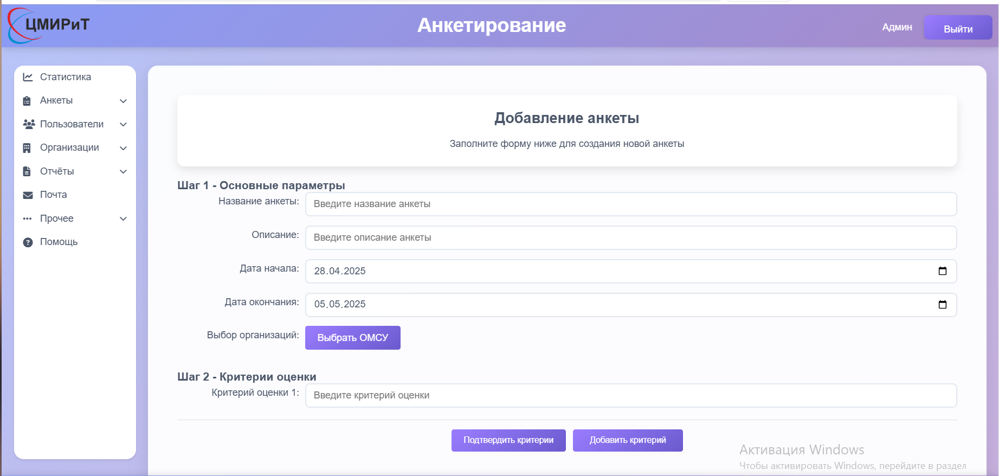 ЦМИРиТ
Анкетирование
Админ
Выйти
Статистика
Анкеты
Пользователи
Организации
Отчёты
Почта
Прочее
Помощь
Добавление анкеты
Заполните форму ниже для создания новой анкеты
Шаг 1 - Основные параметры
Название анкеты: Введите название анкеты
Описание: Введите описание анкеты
Дата начала: 28.04.2025
Дата окончания: 05.05.2025
Выбор организаций: Выбрать ОМСУ
Шаг 2 - Критерии оценки
Критерий оценки 1: Введите критерий оценки
Подтвердить критерии Добавить критерий
Активация Windows
Чтобы активировать Windows, перейдите в раздел